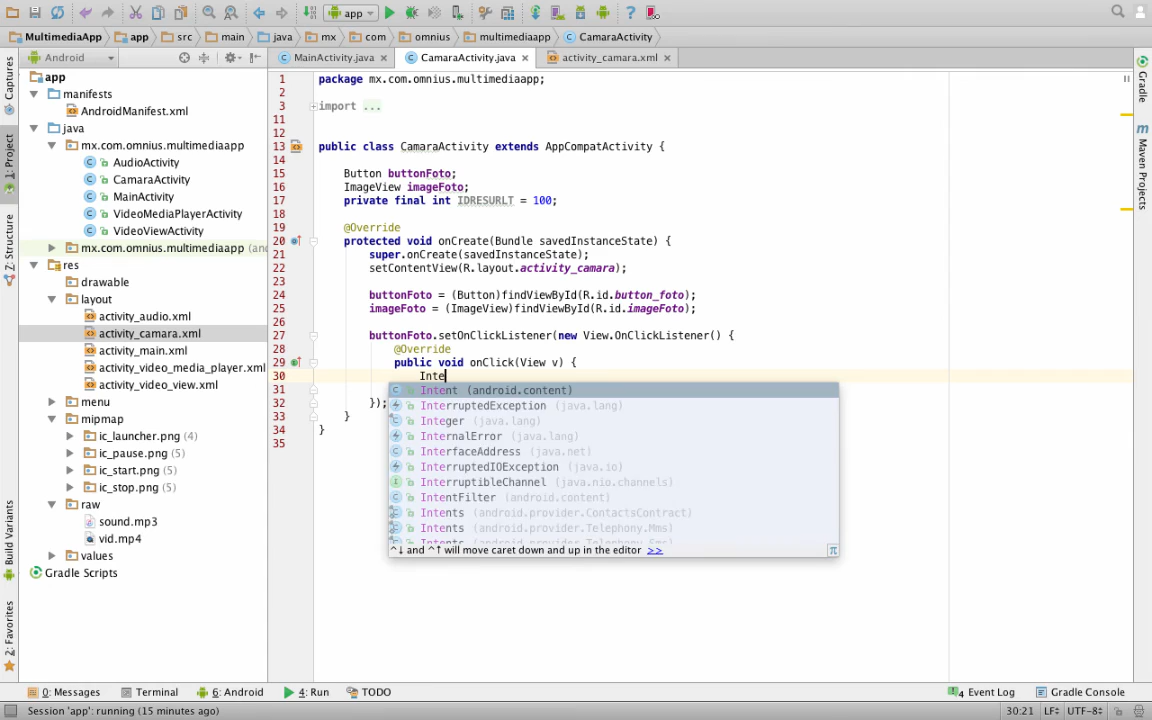 app
MultimediaApp app src main java mx com omnius multimediaapp CamaraActivity
Android
MainActivity.java CamaraActivity.java activity_camara.xml
Captures
1: Project
Z: Structure
Build Variants
2: Favorites
app
manifests
AndroidManifest.xml
java
mx.com.omnius.multimediaapp
AudioActivity
CamaraActivity
MainActivity
VideoMediaPlayerActivity
VideoViewActivity
mx.com.omnius.multimediaapp (an
res
drawable
layout
activity_audio.xml
activity_camara.xml
activity_main.xml
activity_video_media_player.xml
activity_video_view.xml
menu
mipmap
ic_launcher.png (4)
ic_pause.png (5)
ic_start.png (5)
ic_stop.png (5)
raw
sound.mp3
vid.mp4
values
Gradle Scripts
1 package mx.com.omnius.multimediaapp;
2
3 import ...
11
12
13 public class CamaraActivity extends AppCompatActivity {
14
15 Button buttonFoto;
16 ImageView imageFoto;
17 private final int IDRESURLT = 100;
18
19 @Override
20 protected void onCreate(Bundle savedInstanceState) {
21 super.onCreate(savedInstanceState);
22 setContentView(R.layout.activity_camara);
23
24 buttonFoto = (Button)findViewById(R.id.button_foto);
25 imageFoto = (ImageView)findViewById(R.id.imageFoto);
26
27 buttonFoto.setOnClickListener(new View.OnClickListener() {
28 @Override
29 public void onClick(View v) {
30 Inte
31
32 });
33 }
34 }
35
Intent (android.content)
InterruptedException (java.lang)
Integer (java.lang)
InternalError (java.lang)
InterfaceAddress (java.net)
InterruptedIOException (java.io)
InterruptibleChannel (java.nio.channels)
IntentFilter (android.content)
Intents (android.provider.ContactsContract)
Intents (android.provider.Telephony.Mms)
Intents (android.provider.Telephony.Sms)
^↓ and ^↑ will move caret down and up in the editor >>
π
Gradle
m Maven Projects
0: Messages Terminal 6: Android 4: Run TODO 4 Event Log Gradle Console
Session 'app': running (15 minutes ago) 30:21 LF÷ UTF-8÷